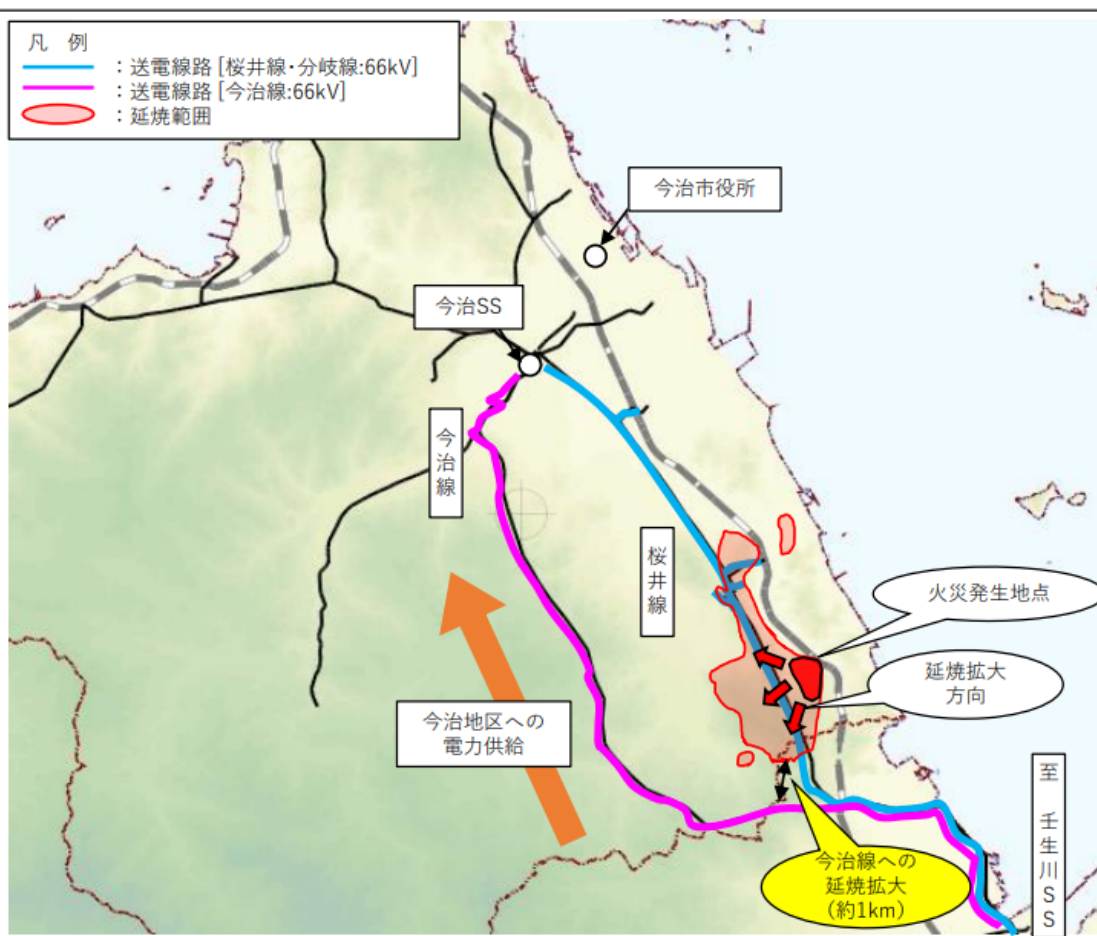 凡 例
：送電線路 [桜井線・分岐線:66kV]
：送電線路 [今治線:66kV]
：延焼範囲
今治市役所
今治SS
今治線
桜井線
火災発生地点
延焼拡大
方向
今治地区への
電力供給
至 壬生川SS
今治線への
延焼拡大
（約1km）